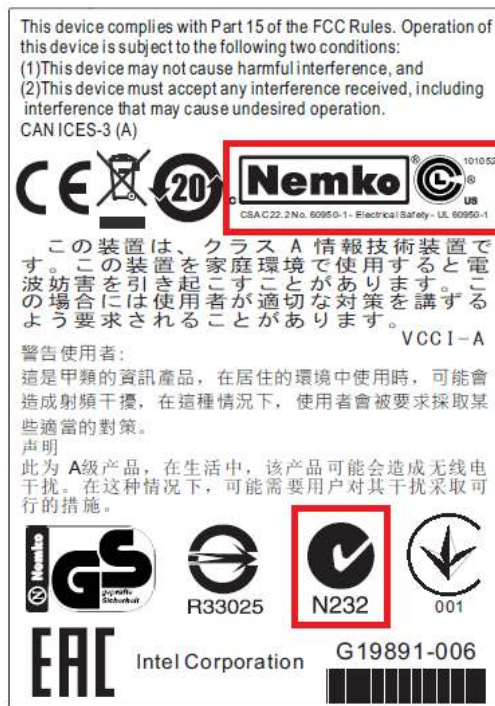 This device complies with Part 15 of the FCC Rules. Operation of
this device is subject to the following two conditions:
(1)This device may not cause harmful interference, and
(2)This device must accept any interference received, including
interference that may cause undesired operation.
CAN ICES-3 (A)
CE 20 Nemko ® C L ® 101052
C US
CSA C22.2 No. 60950-1 - Electrical Safety - UL 60950-1
この装置は、クラス A 情報技術装置で
す。この装置を家庭環境で使用すると電
波妨害を引き起こすことがあります。こ
の場合には使用者が適切な対策を講ずる
よう要求されることがあります。
VCCI-A
警告使用者:
這是甲類的資訊產品，在居住的環境中使用時，可能會
造成射頻干擾，在這種情況下，使用者會被要求採取某
些適當的對策。
声明
此为 A级产品，在生活中，该产品可能会造成无线电
干扰。在这种情况下，可能需要用户对其干扰采取可
行的措施。
N Nemko GS geprüfte Sicherheit
R33025 N232 001
EAC Intel Corporation G19891-006